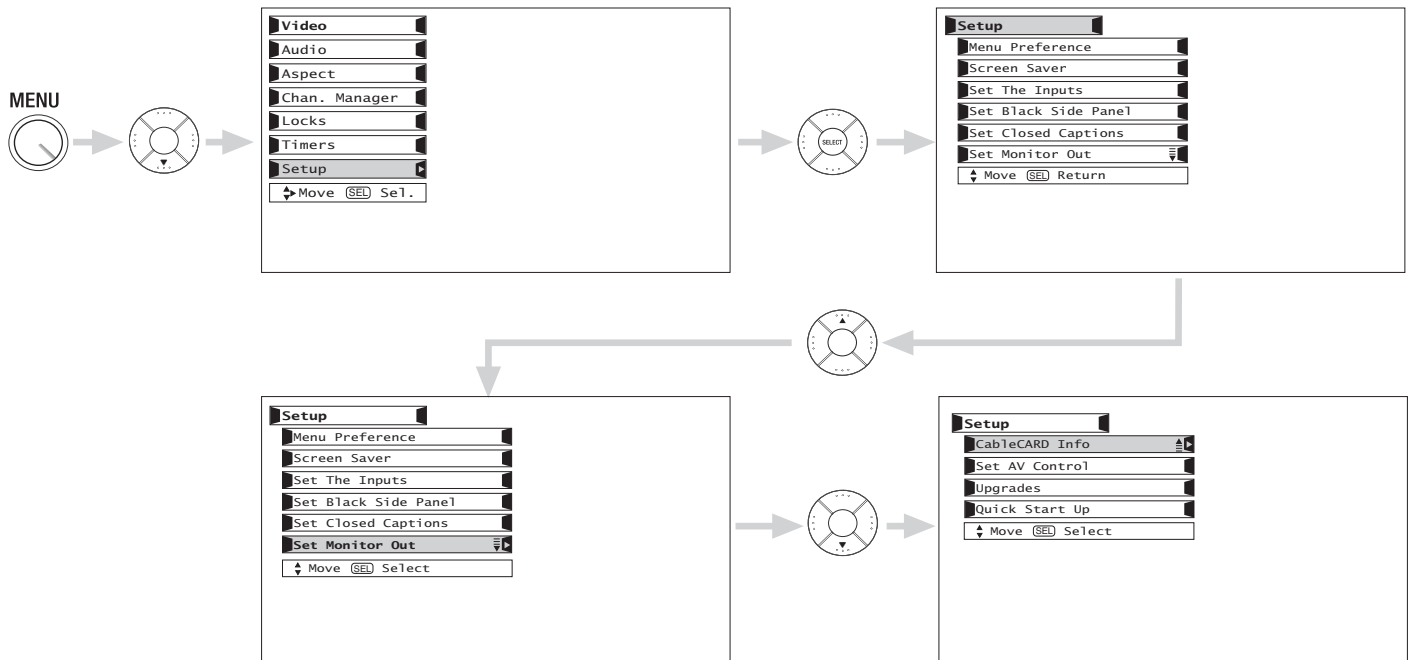 MENU
Video
Audio
Aspect
Chan. Manager
Locks
Timers
Setup
Move SEL Sel.
SELECT
Setup
Menu Preference
Screen Saver
Set The Inputs
Set Black Side Panel
Set Closed Captions
Set Monitor Out
Move SEL Return
Setup
Menu Preference
Screen Saver
Set The Inputs
Set Black Side Panel
Set Closed Captions
Set Monitor Out
Move SEL Select
Setup
CableCARD Info
Set AV Control
Upgrades
Quick Start Up
Move SEL Select